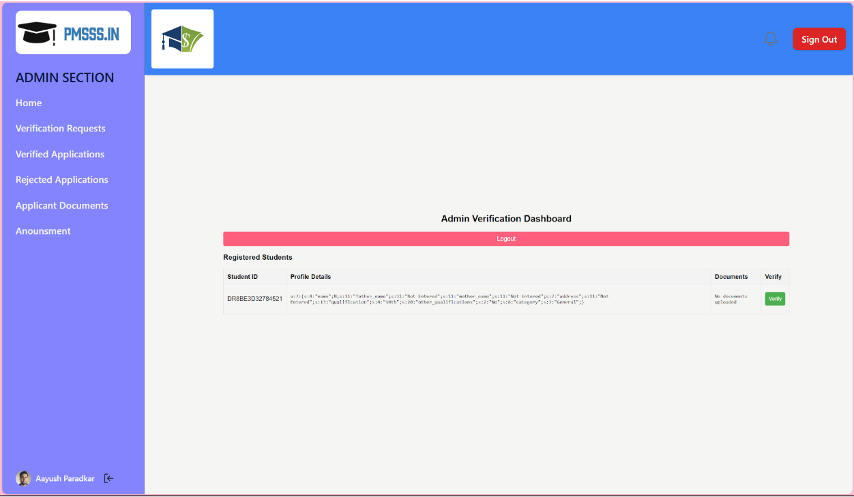 PMSSS.IN
Sign Out
ADMIN SECTION
Home
Verification Requests
Verified Applications
Rejected Applications
Applicant Documents
Anounsment
Admin Verification Dashboard
Logout
Registered Students
Student ID Profile Details Documents Verify
DR8BE3D32784521 a:7:{s:4:"name";N;s:11:"father_name";s:11:"Not Entered";s:11:"mother_name";s:11:"Not Entered";s:7:"address";s:11:"Not No documents Verify
Entered";s:13:"qualification";s:4:"10th";s:20:"other_qualifications";s:2:"No";s:8:"category";s:7:"General";} uploaded
Aayush Paradkar